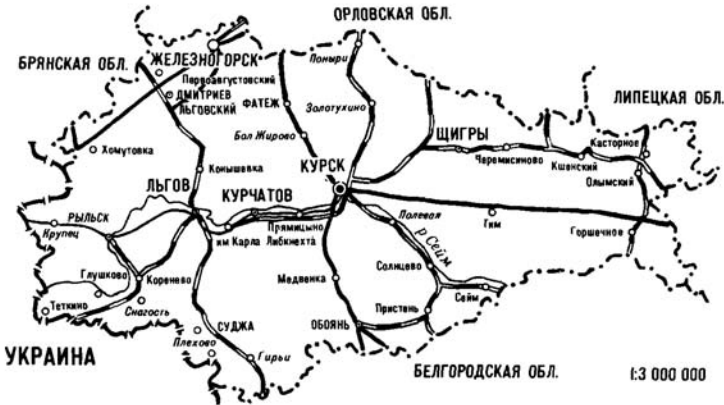 ОРЛОВСКАЯ ОБЛ.
БРЯНСКАЯ ОБЛ.
ЖЕЛЕЗНОГОРСК
Поныри
Первоавгустовский
ДМИТРИЕВ
ЛЬГОВСКИЙ
ФАТЕЖ
Золотухино
ЛИПЕЦКАЯ ОБЛ.
ЩИГРЫ
Касторное
Хомутовка
Бол Жирово
Черемисиново
Кшенский
Конышевка
КУРСК
Олымский
ЛЬГОВ
КУРЧАТОВ
РЫЛЬСК
Крупец
Прямицыно
им Карла Либкнехта
Полевая
Тим
Горшечное
р Сейм
Глушково
Коренево
Медвенка
Солнцево
Сейм
Теткино
Снагость
СУДЖА
Пристень
ОБОЯНЬ
Плехово
Гирьи
УКРАИНА
БЕЛГОРОДСКАЯ ОБЛ.
1:3 000 000